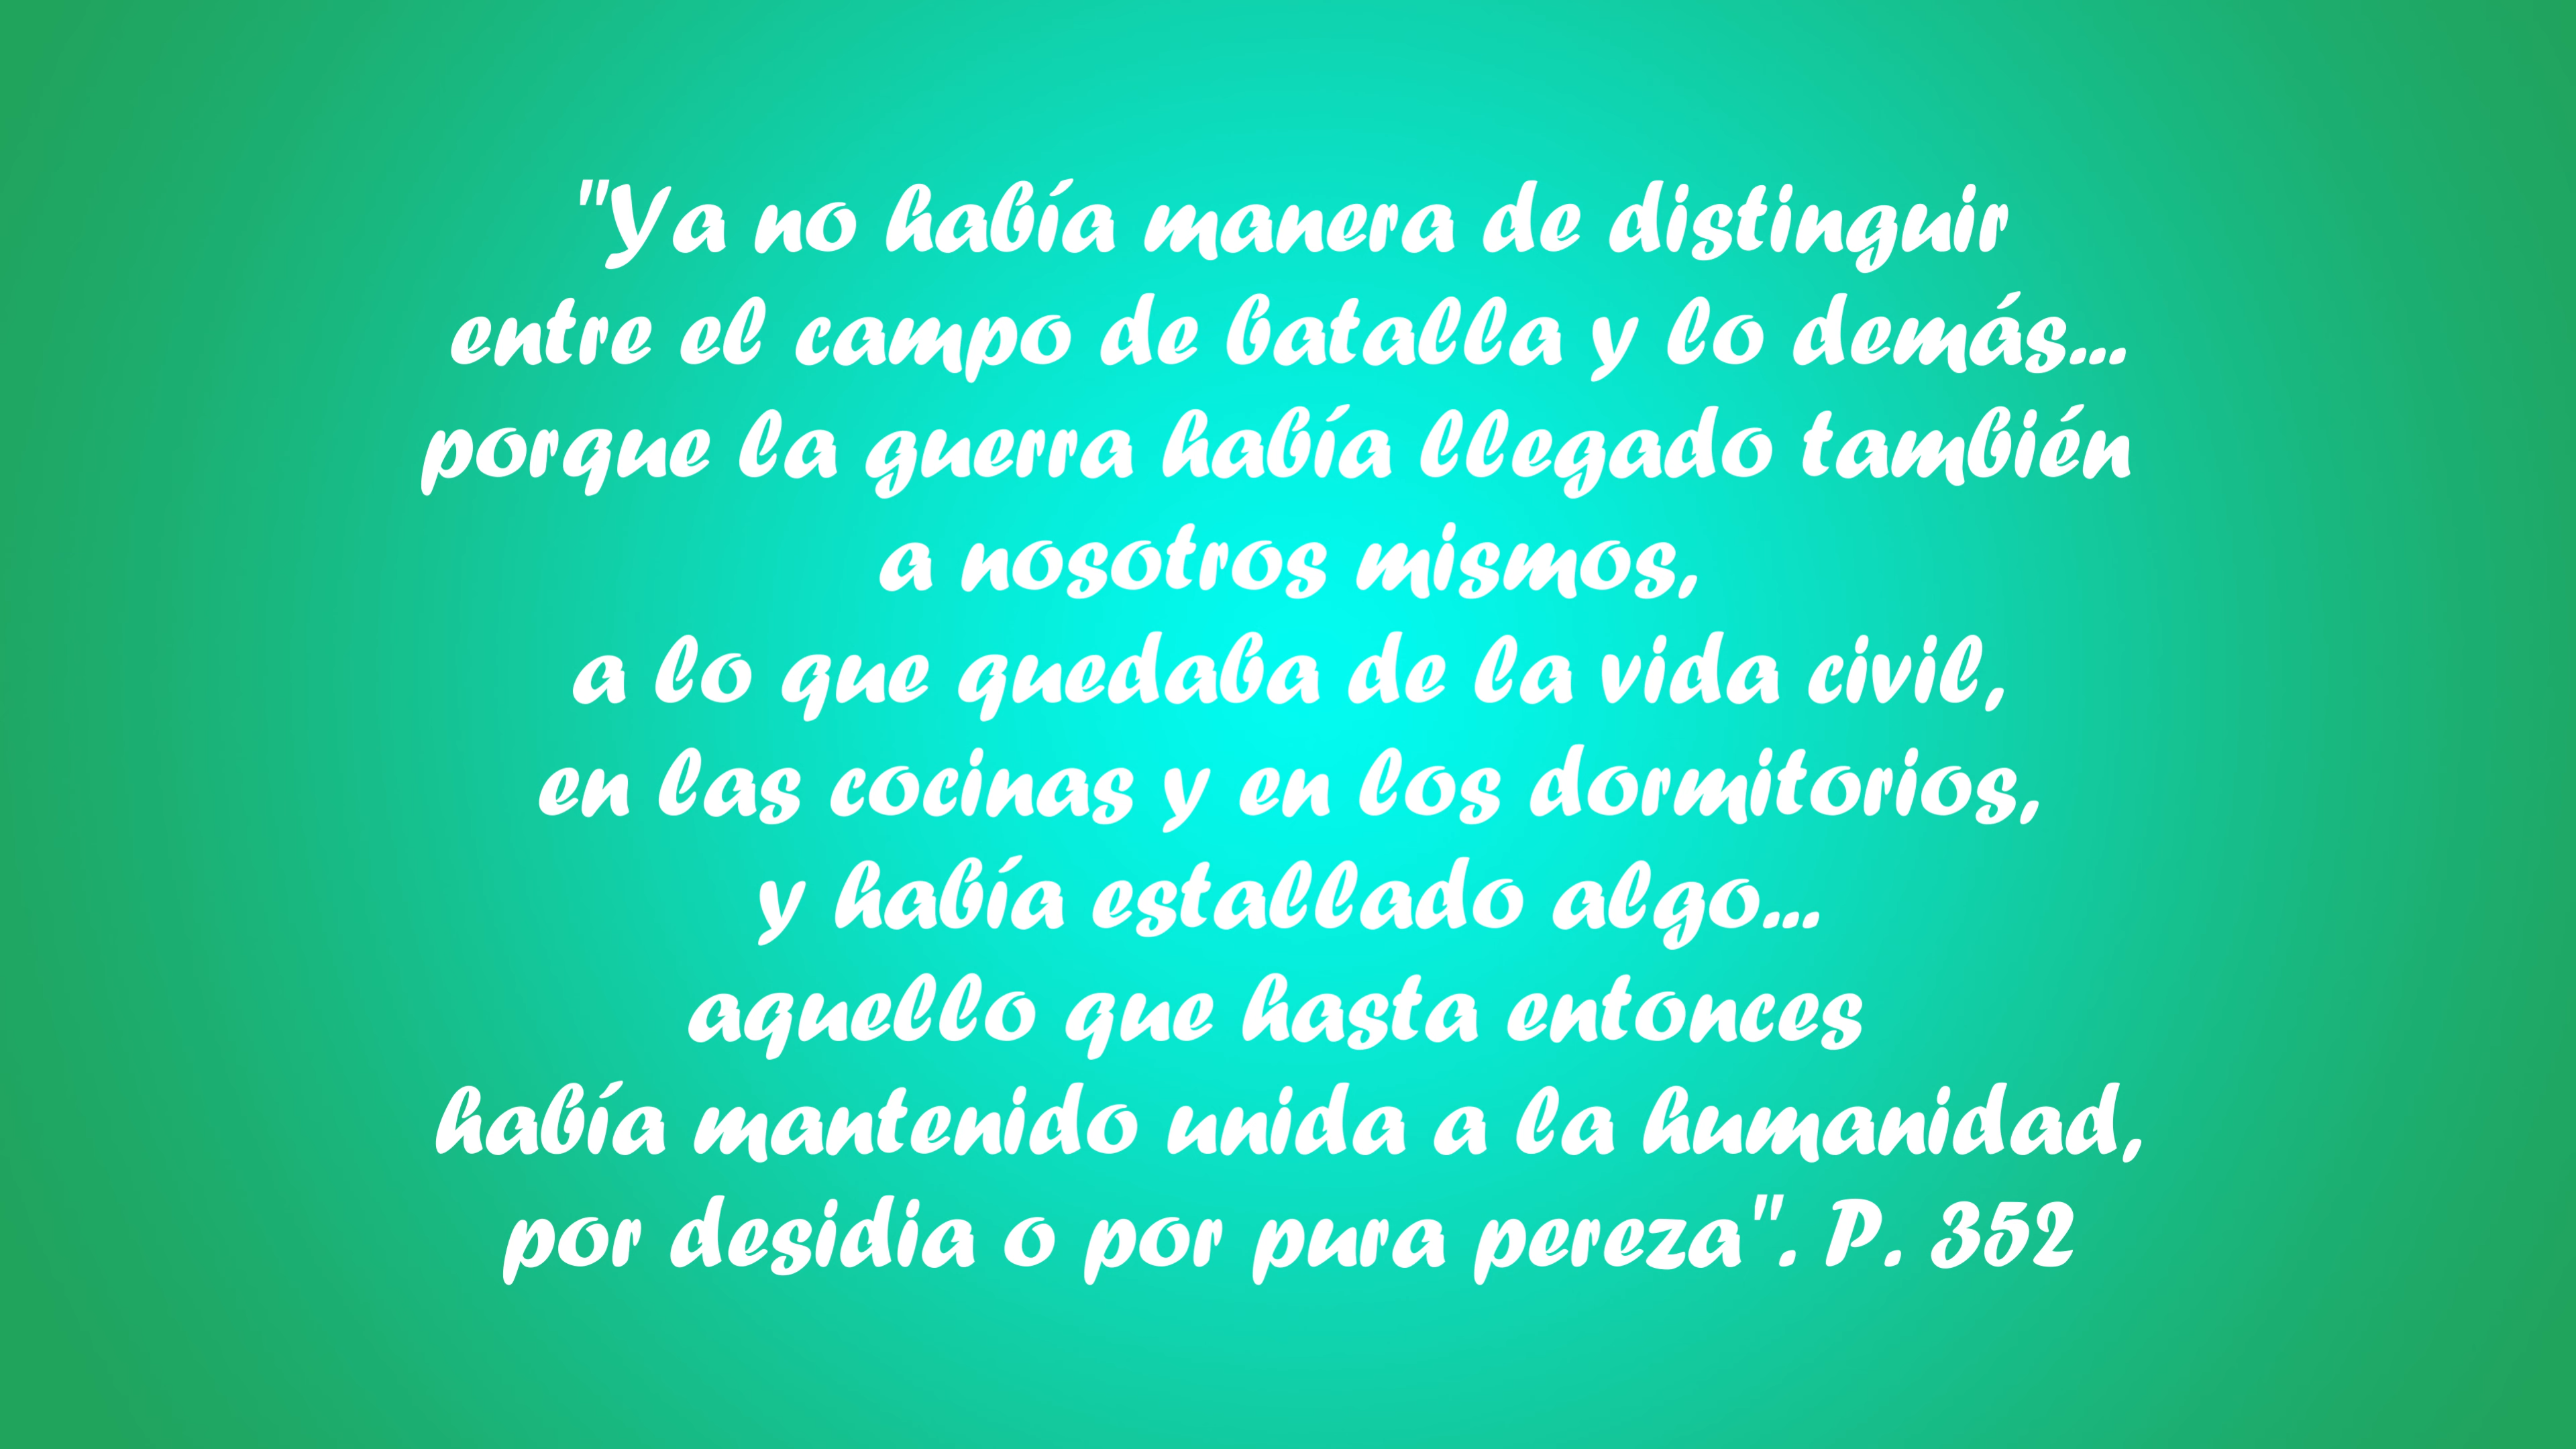 "Ya no había manera de distinguir
entre el campo de batalla y lo demás...
porque la guerra había llegado también
a nosotros mismos,
a lo que quedaba de la vida civil,
en las cocinas y en los dormitorios,
y había estallado algo...
aquello que hasta entonces
había mantenido unida a la humanidad,
por desidia o por pura pereza". P. 352